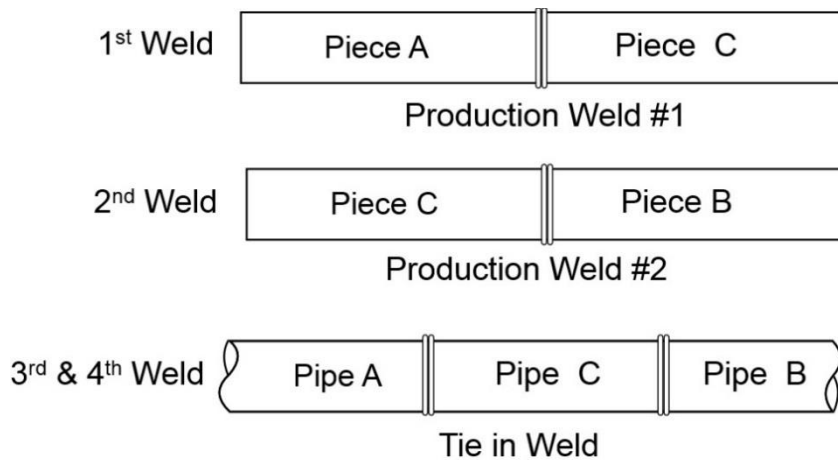 1st Weld Piece A Piece C
Production Weld #1
2nd Weld Piece C Piece B
Production Weld #2
3rd & 4th Weld Pipe A Pipe C Pipe B
Tie in Weld